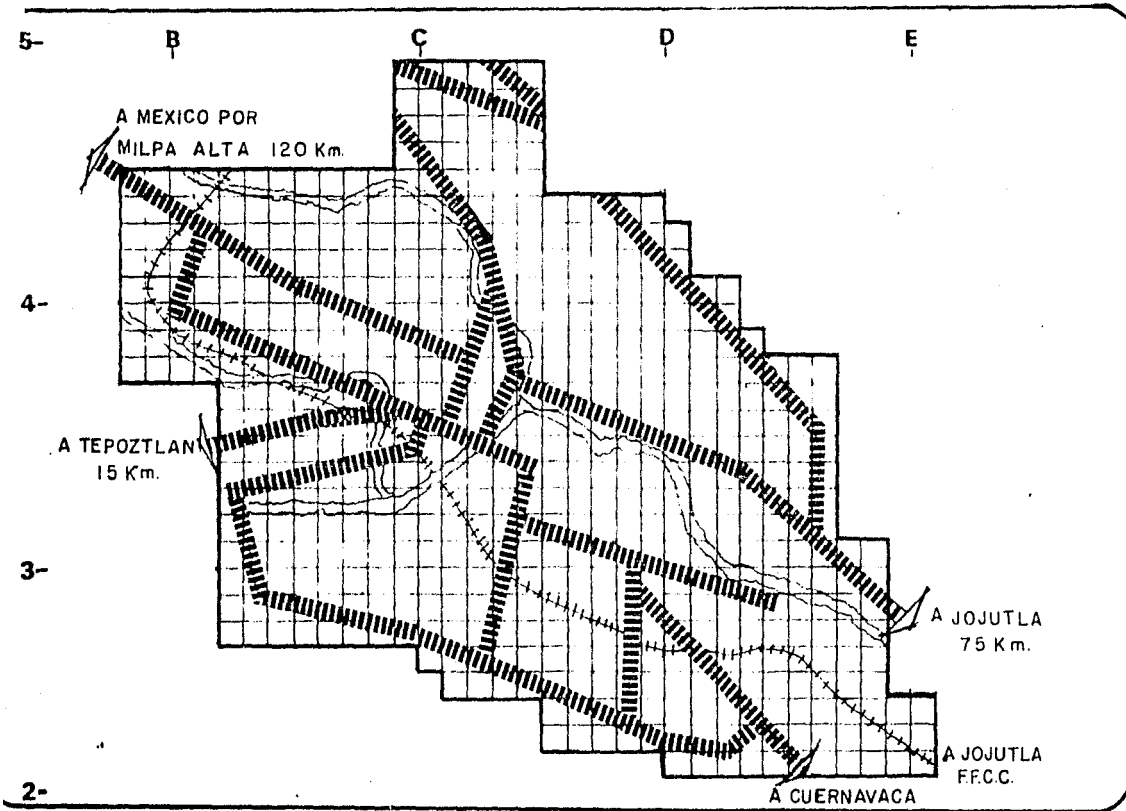 5-
B
C
D
E
A MEXICO POR
MILPA ALTA 120 Km.
4-
A TEPOZTLAN
15 Km.
3-
A JOJUTLA
75 Km.
A JOJUTLA
F.F.C.C.
2-
A CUERNAVACA